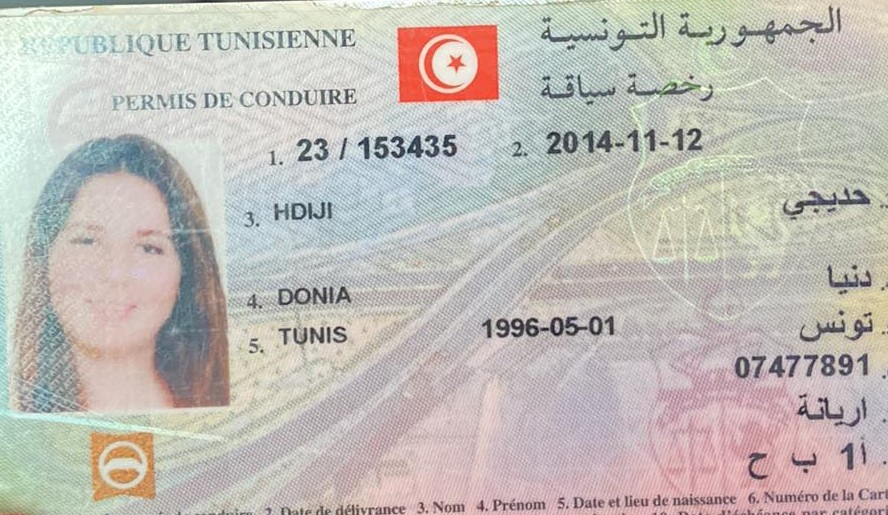 REPUBLIQUE TUNISIENNE الجمهورية التونسية
PERMIS DE CONDUIRE رخصة سياقة
1. 23 / 153435 2. 2014-11-12
3. HDIJI حديجي
4. DONIA دنيا
5. TUNIS 1996-05-01 تونس
07477891
اريانة
أ1 ب ح
2. Date de délivrance 3. Nom 4. Prénom 5. Date et lieu de naissance 6. Numéro de la Cart